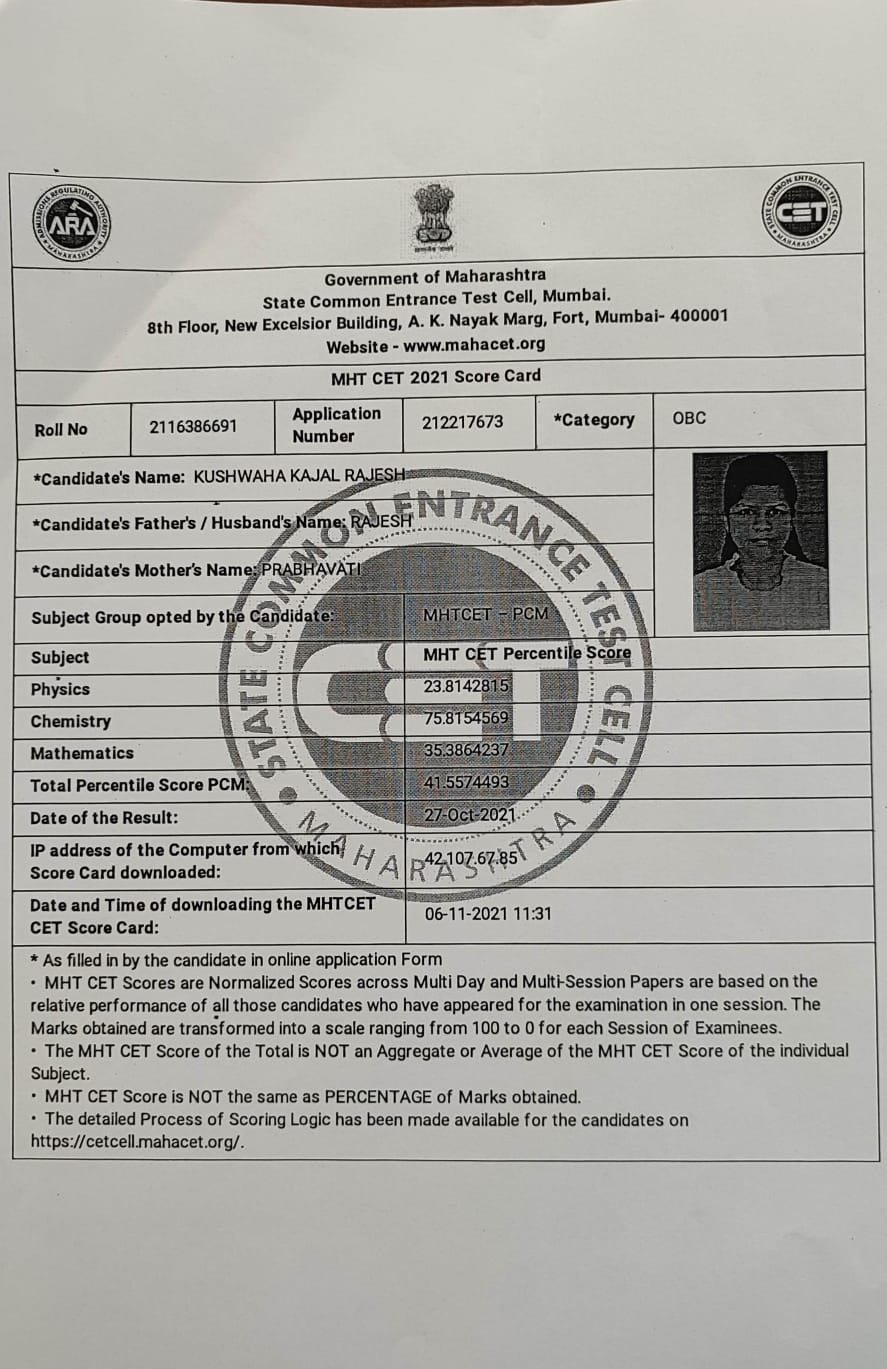 ADMISSIONS REGULATING AUTHORITY
ARA
MAHARASHTRA
STATE COMMON ENTRANCE TEST CELL
CET
MAHARASHTRA
Government of Maharashtra
State Common Entrance Test Cell, Mumbai.
8th Floor, New Excelsior Building, A. K. Nayak Marg, Fort, Mumbai- 400001
Website - www.mahacet.org
MHT CET 2021 Score Card
Roll No 2116386691 Application Number 212217673 *Category OBC
*Candidate's Name: KUSHWAHA KAJAL RAJESH
*Candidate's Father's / Husband's Name: RAJESH
*Candidate's Mother's Name: PRABHAVATI
Subject Group opted by the Candidate: MHTCET - PCM
Subject MHT CET Percentile Score
Physics 23.8142815
Chemistry 75.8154569
Mathematics 35.3864237
Total Percentile Score PCM: 41.5574493
Date of the Result: 27-Oct-2021
IP address of the Computer from which
Score Card downloaded: 42.107.67.85
Date and Time of downloading the MHTCET
CET Score Card: 06-11-2021 11:31
STATE COMMON ENTRANCE TEST CELL
CET
MAHARASHTRA
* As filled in by the candidate in online application Form
• MHT CET Scores are Normalized Scores across Multi Day and Multi-Session Papers are based on the
relative performance of all those candidates who have appeared for the examination in one session. The
Marks obtained are transformed into a scale ranging from 100 to 0 for each Session of Examinees.
• The MHT CET Score of the Total is NOT an Aggregate or Average of the MHT CET Score of the individual
Subject.
• MHT CET Score is NOT the same as PERCENTAGE of Marks obtained.
• The detailed Process of Scoring Logic has been made available for the candidates on
https://cetcell.mahacet.org/.